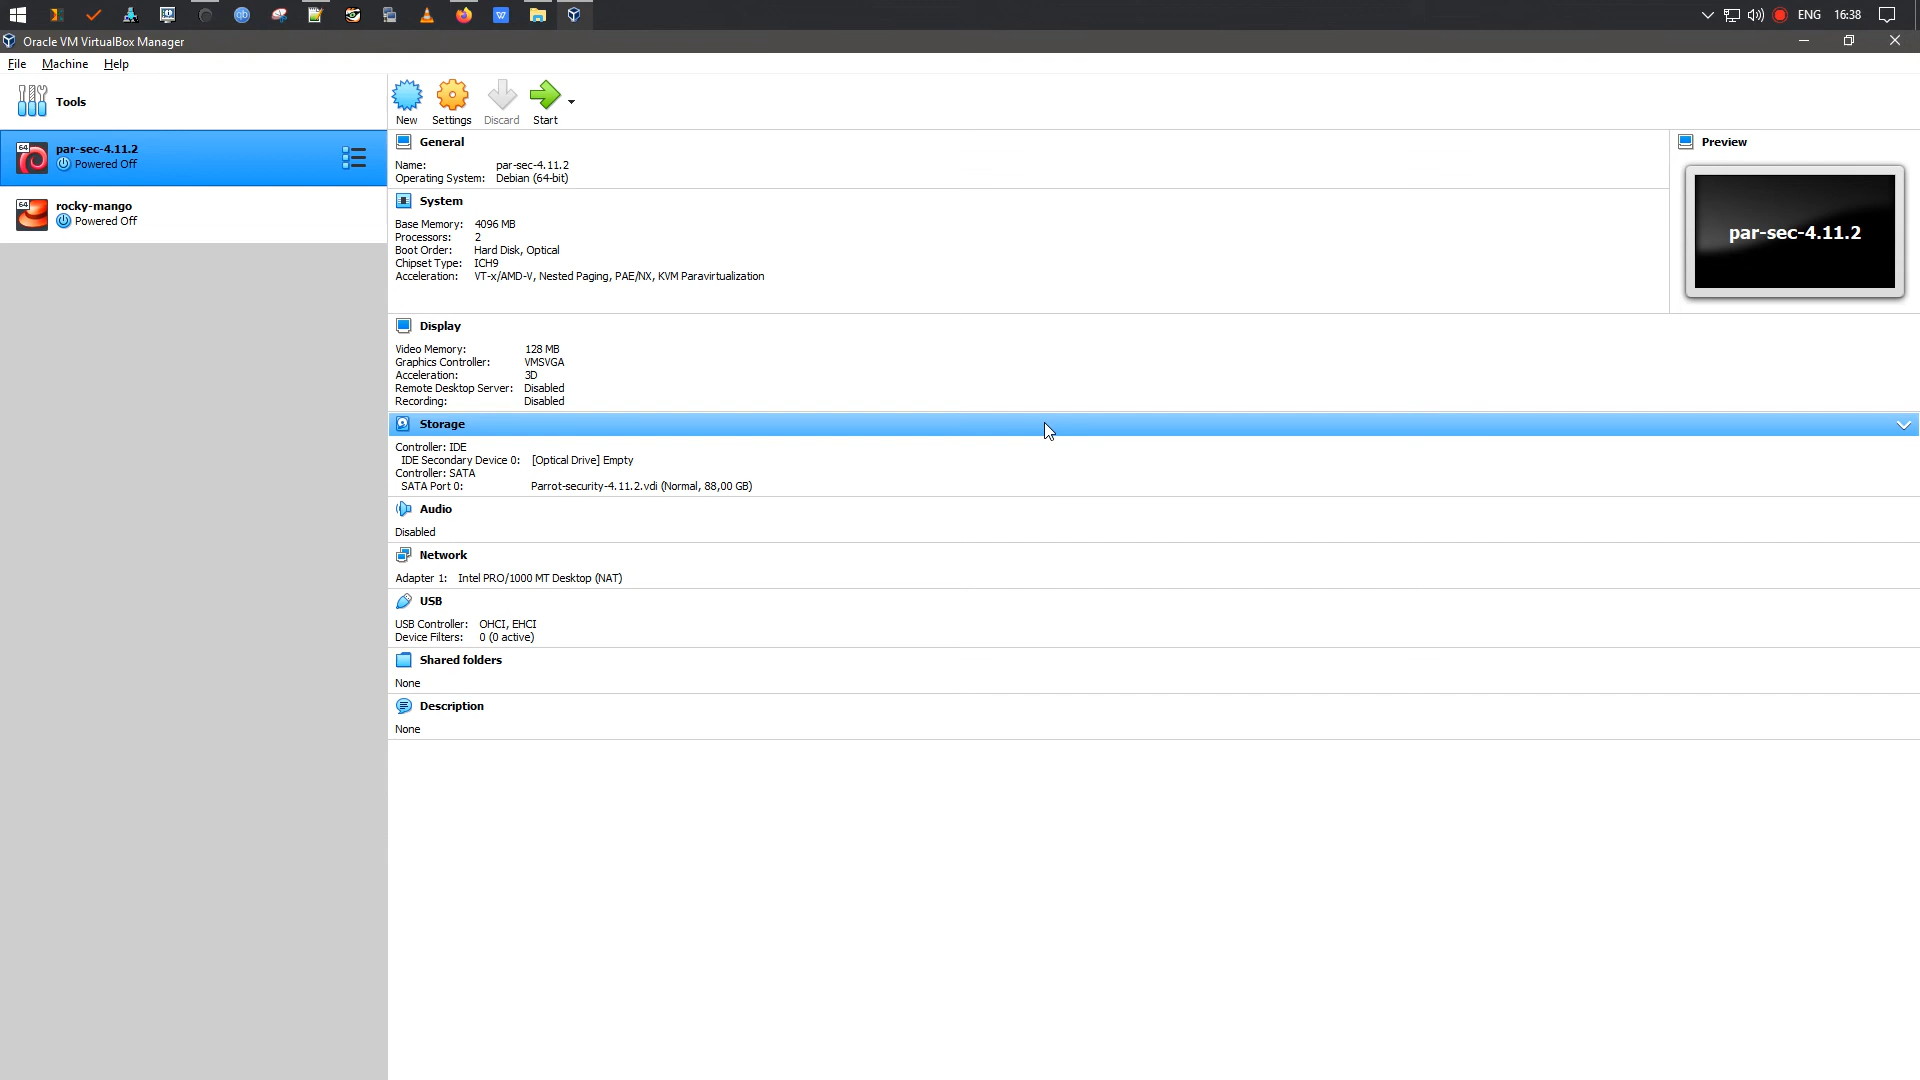 ENG 16:38
Oracle VM VirtualBox Manager
File Machine Help
Tools
New Settings Discard Start
64 par-sec-4.11.2
Powered Off
64 rocky-mango
Powered Off
General
Name: par-sec-4.11.2
Operating System: Debian (64-bit)
System
Base Memory: 4096 MB
Processors: 2
Boot Order: Hard Disk, Optical
Chipset Type: ICH9
Acceleration: VT-x/AMD-V, Nested Paging, PAE/NX, KVM Paravirtualization
Preview
par-sec-4.11.2
Display
Video Memory: 128 MB
Graphics Controller: VMSVGA
Acceleration: 3D
Remote Desktop Server: Disabled
Recording: Disabled
Storage
Controller: IDE
IDE Secondary Device 0: [Optical Drive] Empty
Controller: SATA
SATA Port 0: Parrot-security-4.11.2.vdi (Normal, 88,00 GB)
Audio
Disabled
Network
Adapter 1: Intel PRO/1000 MT Desktop (NAT)
USB
USB Controller: OHCI, EHCI
Device Filters: 0 (0 active)
Shared folders
None
Description
None